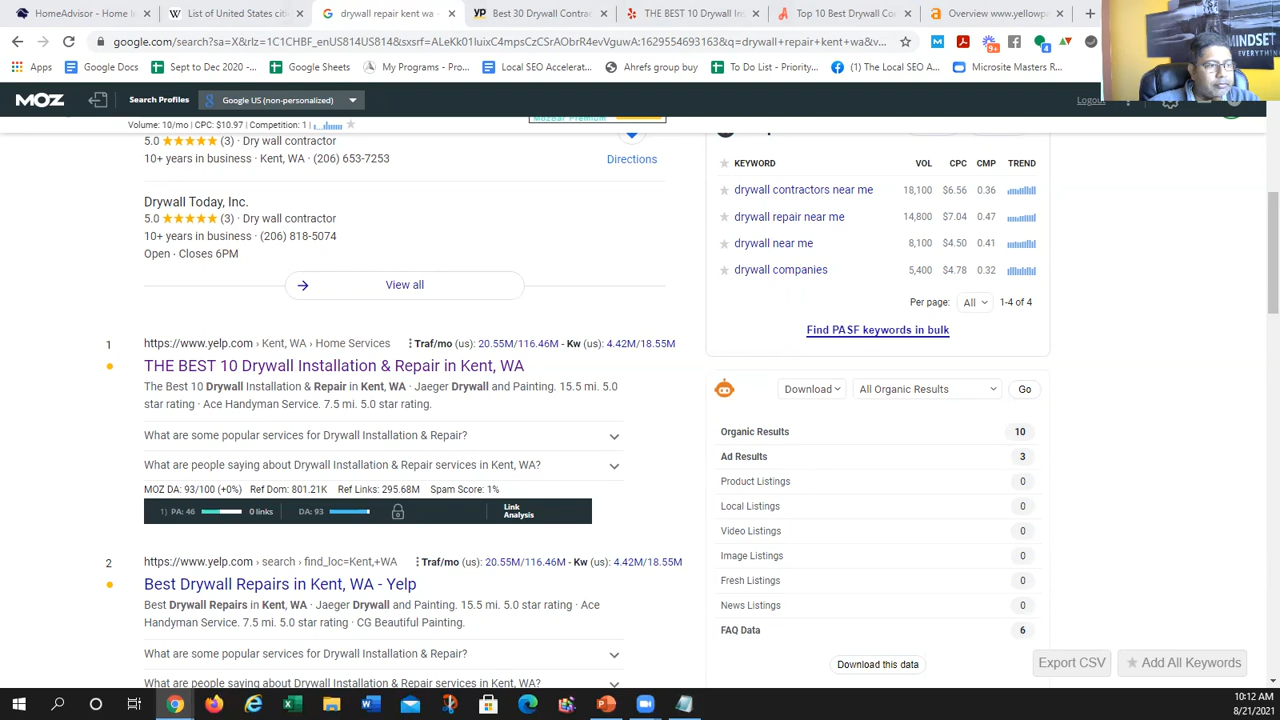 HomeAdvisor - Home I
List of United States citi
drywall repair kent wa -
Best 30 Drywall Contrac
THE BEST 10 Drywall Ins
Top 10 Best Drywall Co
Overview www.yellowpa
google.com/search?sa=X&rlz=1C1CHFX_enUS814US814&sxsrf=
Apps
Google Docs
Sept to Dec 2020 -...
Google Sheets
My Programs - Pro...
Local SEO Accelera...
Ahrefs group buy
To Do List - Priority...
(1) The Local SEO A...
Microsite Masters R...
MINDSET
EVERYTHING
MOZ
Search Profiles
Google US (non-personalized)
Logout
Volume: 10/mo | CPC: $10.97 | Competition: 1 |
MozBar Premium
5.0 (3) · Dry wall contractor
10+ years in business · Kent, WA · (206) 653-7253
Directions
Drywall Today, Inc.
5.0 (3) · Dry wall contractor
10+ years in business · (206) 818-5074
Open · Closes 6PM
View all
1
https://www.yelp.com › Kent, WA › Home Services
Traf/mo (us): 20.55M/116.46M - Kw (us): 4.42M/18.55M
THE BEST 10 Drywall Installation & Repair in Kent, WA
The Best 10 Drywall Installation & Repair in Kent, WA · Jaeger Drywall and Painting. 15.5 mi. 5.0
star rating · Ace Handyman Service. 7.5 mi. 5.0 star rating.
What are some popular services for Drywall Installation & Repair?
What are people saying about Drywall Installation & Repair services in Kent, WA?
MOZ DA: 93/100 (+0%) Ref Dom: 801.21K Ref Links: 295.68M Spam Score: 1%
1) PA: 46 0 links DA: 93 Link
Analysis
2
https://www.yelp.com › search › find_loc=Kent,+WA
Traf/mo (us): 20.55M/116.46M - Kw (us): 4.42M/18.55M
Best Drywall Repairs in Kent, WA - Yelp
Best Drywall Repairs in Kent, WA · Jaeger Drywall and Painting. 15.5 mi. 5.0 star rating · Ace
Handyman Service. 7.5 mi. 5.0 star rating · CG Beautiful Painting.
What are some popular services for Drywall Installation & Repair?
What are people saying about Drywall Installation & Repair services in Kent, WA?
KEYWORD VOL CPC CMP TREND
drywall contractors near me 18,100 $6.56 0.36
drywall repair near me 14,800 $7.04 0.47
drywall near me 8,100 $4.50 0.41
drywall companies 5,400 $4.78 0.32
Per page: All 1-4 of 4
Find PASF keywords in bulk
Download
All Organic Results
Go
Organic Results 10
Ad Results 3
Product Listings 0
Local Listings 0
Video Listings 0
Image Listings 0
Fresh Listings 0
News Listings 0
FAQ Data 6
Download this data
Export CSV
Add All Keywords
10:12 AM
8/21/2021